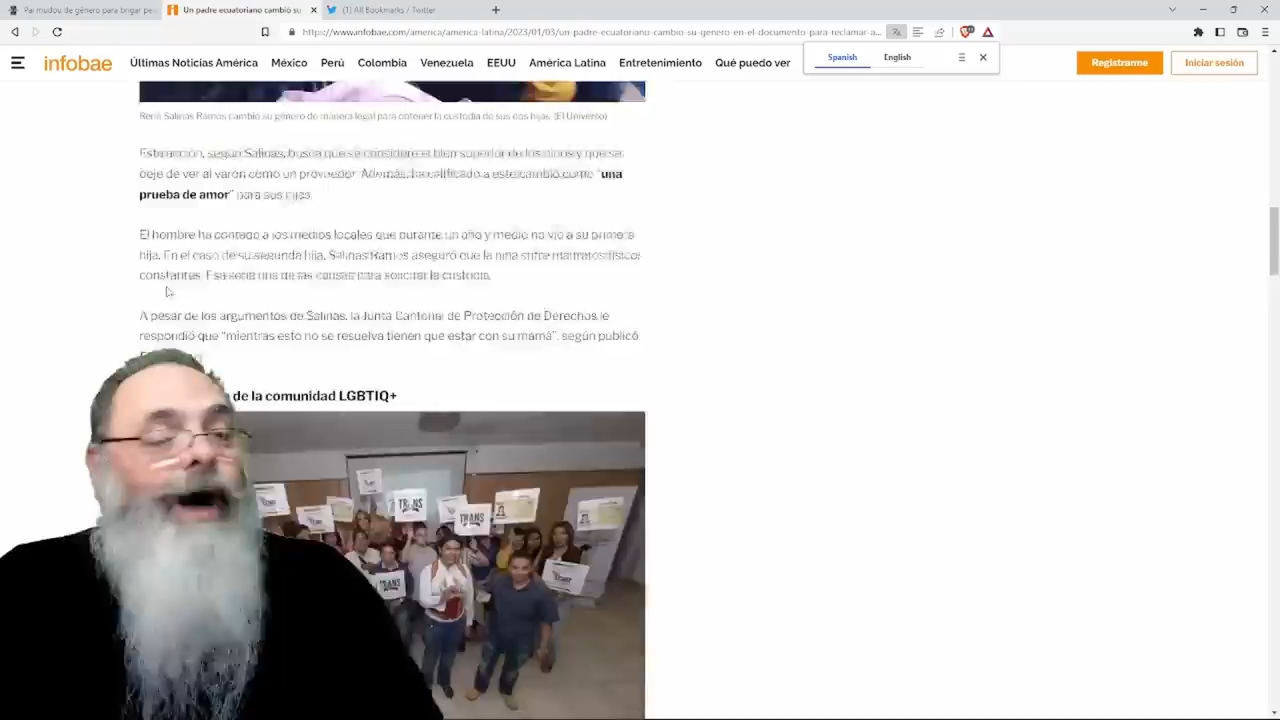 Pai mudou de género para brigar pel
Un padre ecuatoriano cambió su
(1) All Bookmarks / Twitter
https://www.infobae.com/america/america-latina/2023/01/03/un-padre-ecuatoriano-cambio-su-genero-en-el-documento-para-reclamar-a...
Spanish English
infobae
Últimas Noticias América México Perú Colombia Venezuela EEUU América Latina Entretenimiento Qué puedo ver
Registrarme
Iniciar sesión
René Salinas Ramos cambió su género de manera legal para obtener la custodia de sus dos hijas. (El Universo)
Esta acción, según Salinas, busca que se considere el bien superior de los niños y que se
deje de ver al varón como un proveedor. Además, ha calificado a este cambio como “una
prueba de amor” para sus hijas.
El hombre ha contado a los medios locales que durante un año y medio no vio a su primera
hija. En el caso de su segunda hija, Salinas Ramos aseguró que la niña sufre maltratos físicos
constantes. Esa sería una de las causas para solicitar la custodia.
A pesar de los argumentos de Salinas, la Junta Cantonal de Protección de Derechos le
respondió que “mientras esto no se resuelva tienen que estar con su mamá”, según publicó
de la comunidad LGBTIQ+
TRANS
TRANS
TRANS